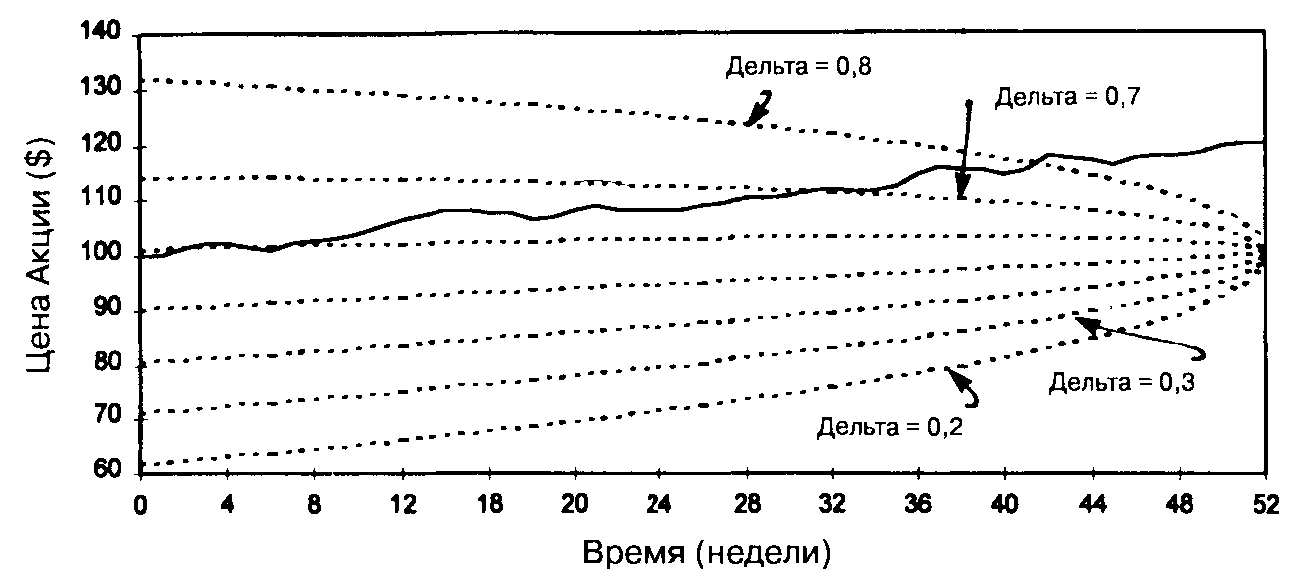 140
130
120
110
100
90
80
70
60
Цена Акции ($)
Дельта = 0,8
Дельта = 0,7
Дельта = 0,3
Дельта = 0,2
0 4 8 12 18 20 24 28 32 36 40 44 48 52
Время (недели)